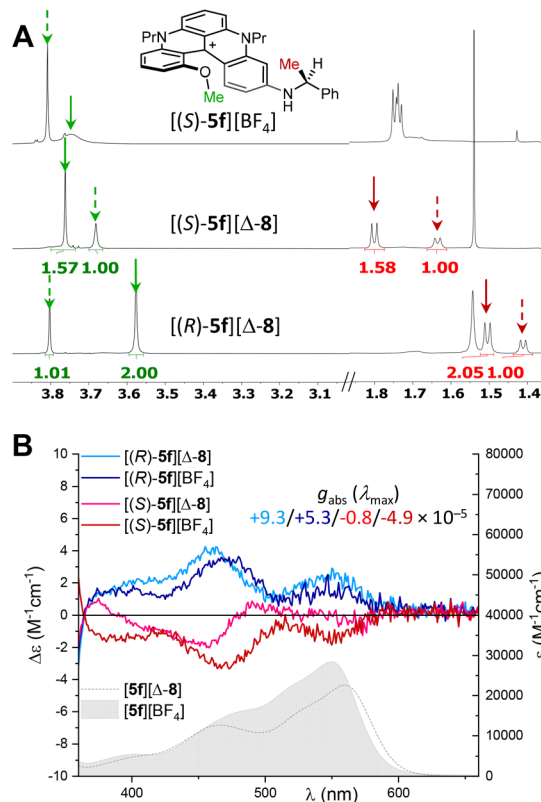 A
NPr
NPr
+
O
Me
Me
H
N
H
Ph
[(S)-5f][BF4]
[(S)-5f][Δ-8]
1.57 1.00
1.58 1.00
[(R)-5f][Δ-8]
1.01 2.00
2.05 1.00
3.8 3.7 3.6 3.5 3.4 3.3 3.2 3.1 // 1.8 1.7 1.6 1.5 1.4
B
[(R)-5f][Δ-8]
[(R)-5f][BF4]
[(S)-5f][Δ-8]
[(S)-5f][BF4]
gabs (λmax)
+9.3/+5.3/-0.8/-4.9 × 10−5
[5f][Δ-8]
[5f][BF4]
10
8
6
4
2
0
-2
-4
-6
-8
-10
Δε (M-1cm-1)
80000
70000
60000
50000
40000
30000
20000
10000
0
ε (M-1cm-1)
400 500 600
λ (nm)